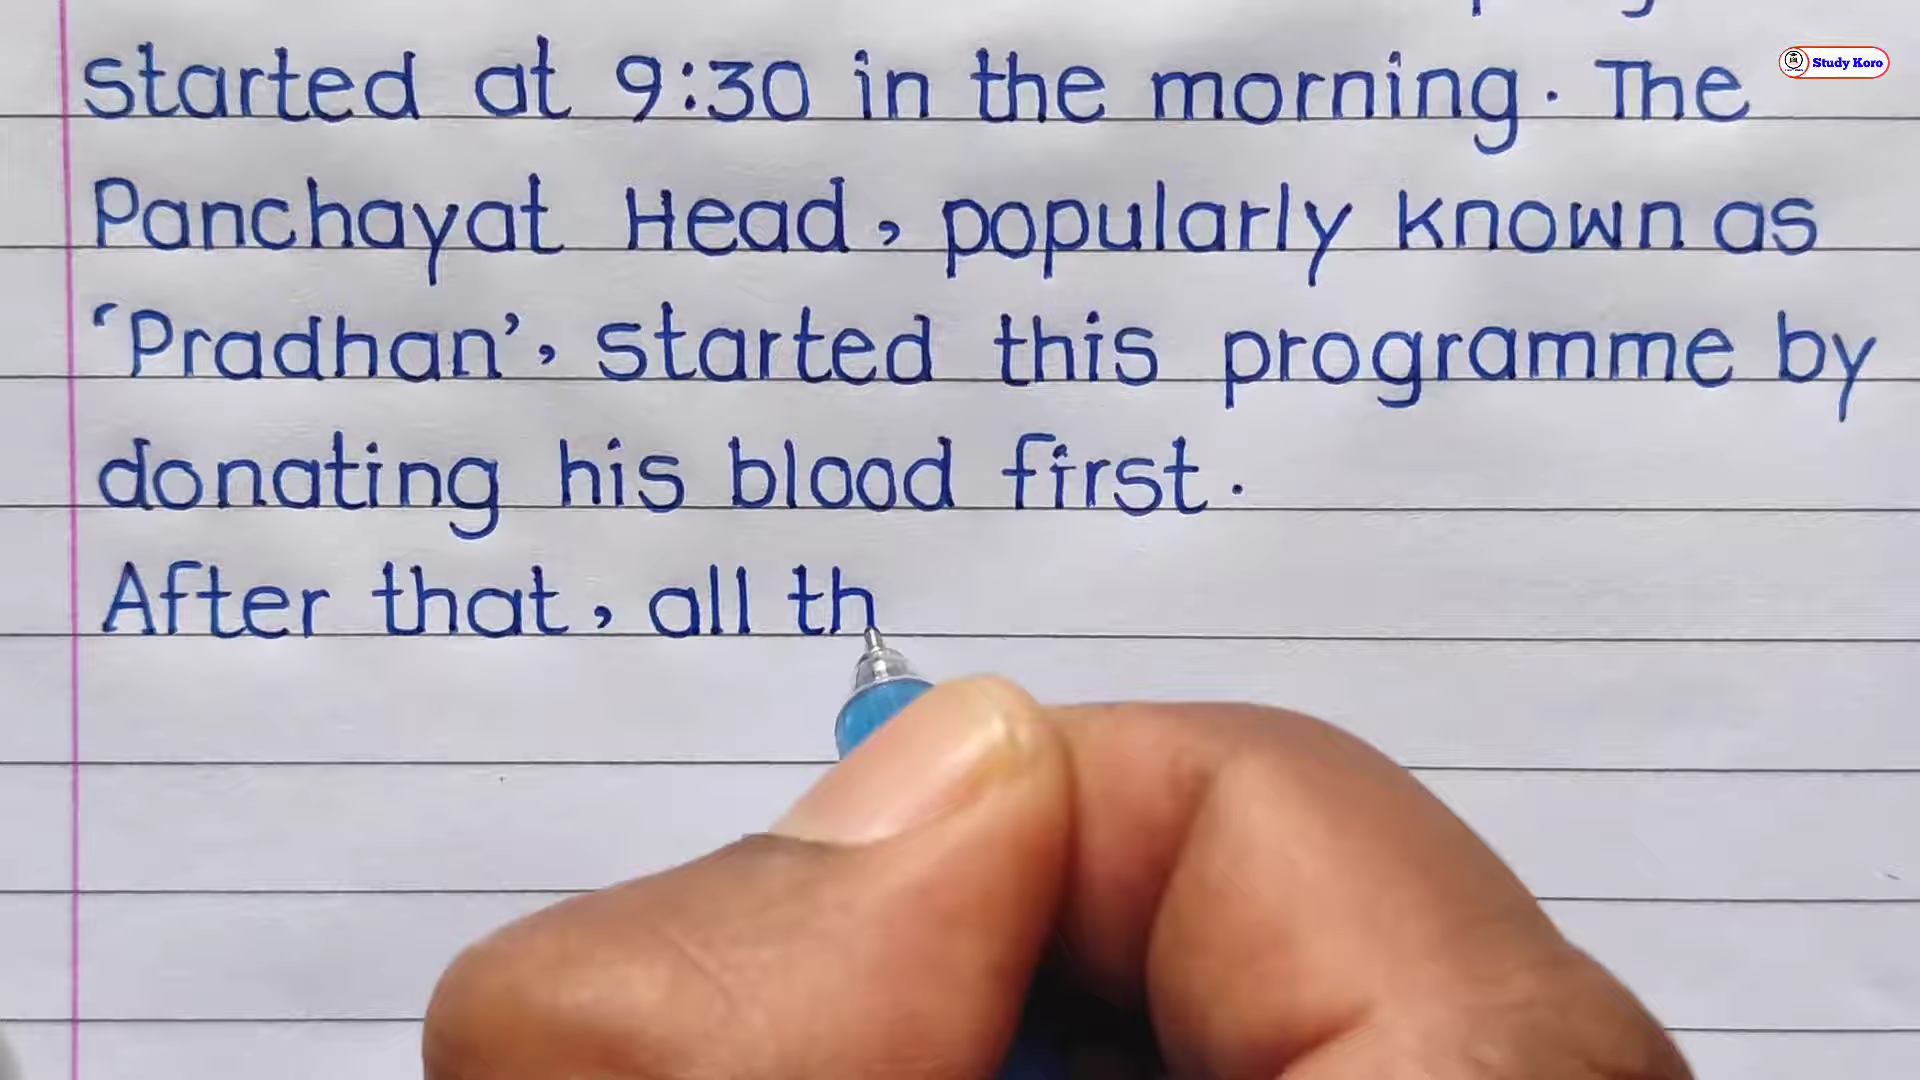 started at 9:30 in the morning. The
Study Koro
Panchayat Head, popularly known as
'Pradhan', started this programme by
donating his blood first.
After that, all th